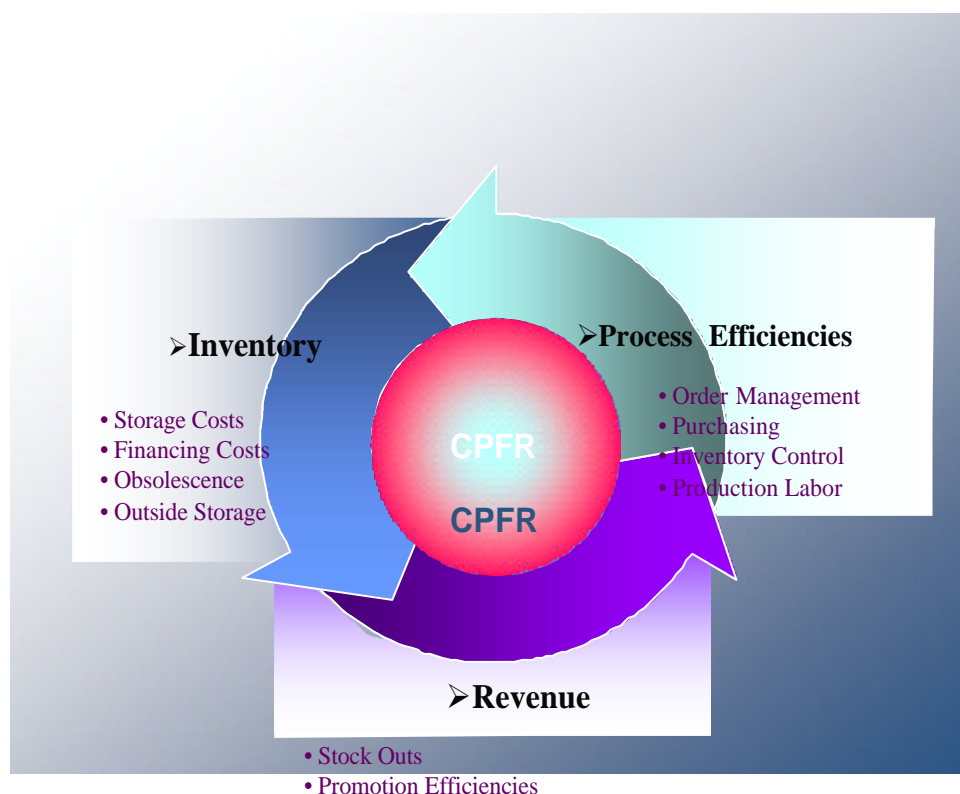 ➢Inventory
• Storage Costs
• Financing Costs
• Obsolescence
• Outside Storage
➢Process Efficiencies
• Order Management
• Purchasing
• Inventory Control
• Production Labor
CPFR
CPFR
➢Revenue
• Stock Outs
• Promotion Efficiencies